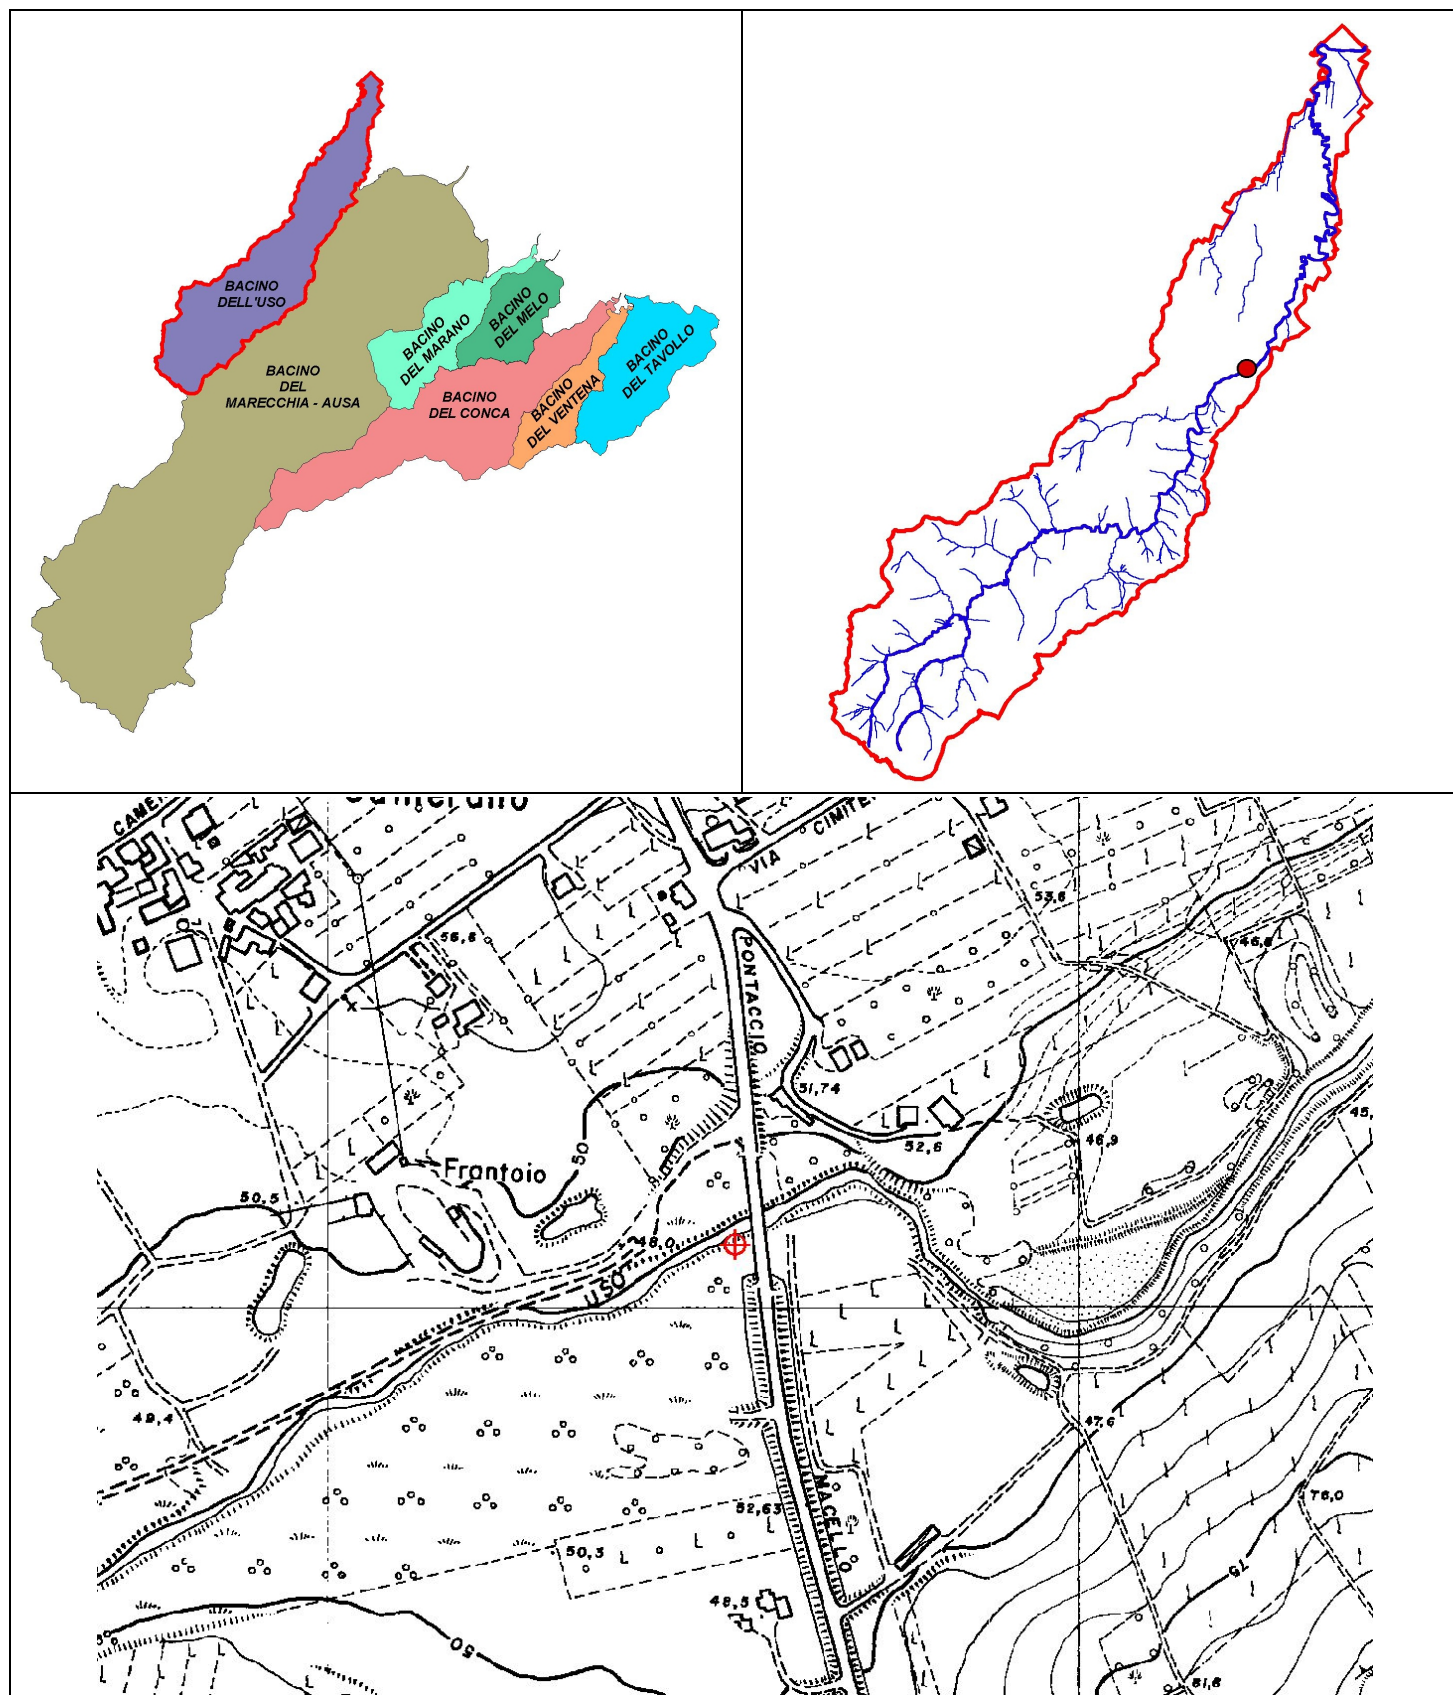 BACINO
DELL'USO
BACINO
DEL
MARECCHIA - AUSA
BACINO
DEL MARANO
BACINO
DEL MELO
BACINO
DEL CONCA
BACINO
DEL VENTENA
BACINO
DEL TAVOLLO
VIA
PONTACCIO
53,6
56,6
46,8
51,74
52,6
46,9
45,
Frantoio
50
50,5
48,0
USO
49,4
47,6
52,63
MACELLO
50,3
48,5
50
76,0
75